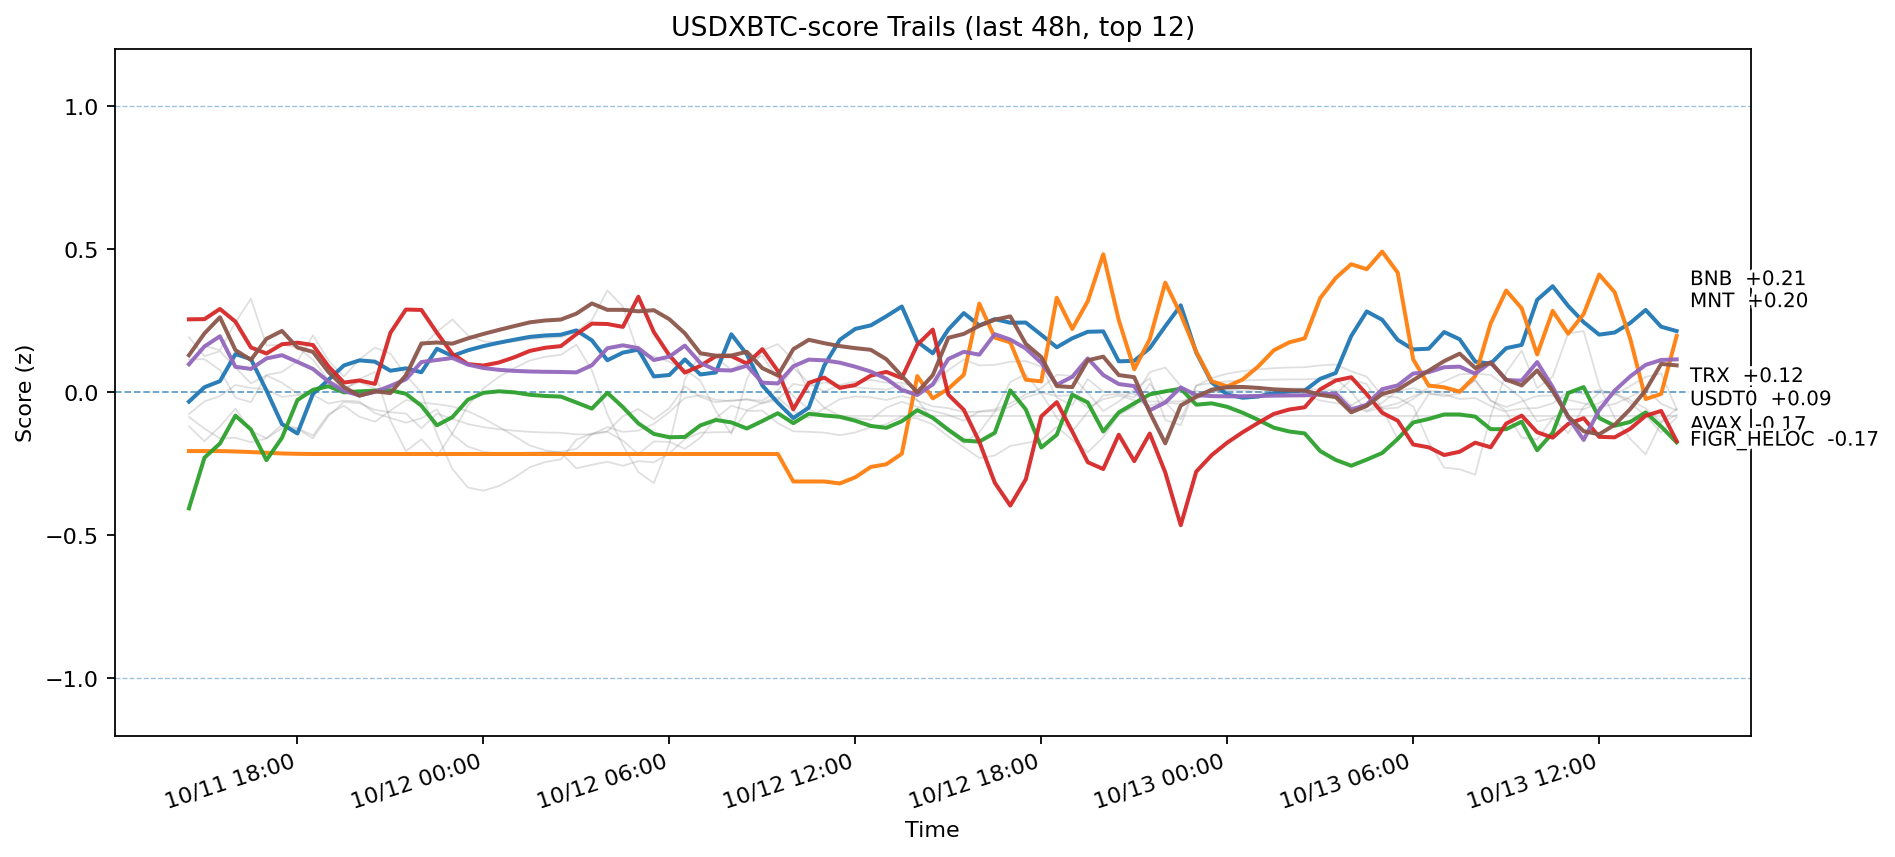 USDXBTC-score Trails (last 48h, top 12)
Score (z)
1.0
0.5
0.0
−0.5
−1.0
BNB +0.21
MNT +0.20
TRX +0.12
USDT0 +0.09
AVAX -0.17
FIGR_HELOC -0.17
10/11 18:00
10/12 00:00
10/12 06:00
10/12 12:00
10/12 18:00
10/13 00:00
10/13 06:00
10/13 12:00
Time